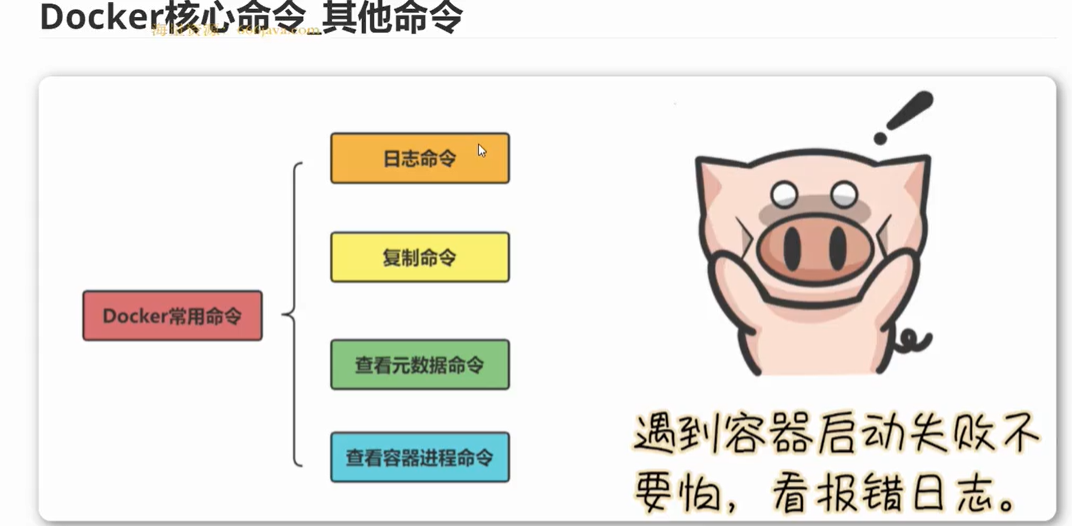 Docker核心命令_其他命令
日志命令
复制命令
Docker常用命令
查看元数据命令
查看容器进程命令
遇到容器启动失败不
要怕，看报错日志。